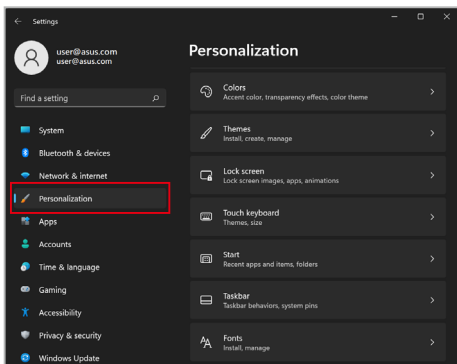 Settings
user@asus.com
user@asus.com
Find a setting
System
Bluetooth & devices
Network & internet
Personalization
Apps
Accounts
Time & language
Gaming
Accessibility
Privacy & security
Windows Update
Personalization
Colors
Accent color, transparency effects, color theme
Themes
Install, create, manage
Lock screen
Lock screen images, apps, animations
Touch keyboard
Themes, size
Start
Recent apps and items, folders
Taskbar
Taskbar behaviors, system pins
Fonts
Install, manage